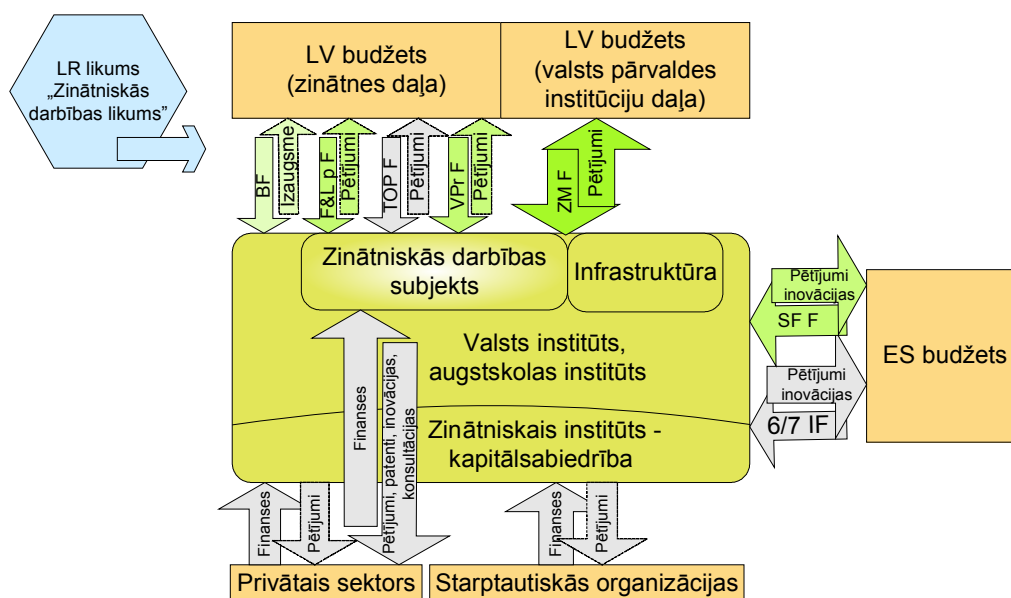 LR likums
„Zinātniskās
darbības likums”
LV budžets
(zinātnes daļa)
LV budžets
(valsts pārvaldes
institūciju daļa)
BF
Izaugsme
F&L p F
Pētījumi
TOP F
Pētījumi
VPr F
Pētījumi
ZM F
Pētījumi
Zinātniskās darbības
subjekts
Infrastruktūra
Valsts institūts,
augstskolas institūts
Zinātniskais institūts -
kapitālsabiedrība
Finanses
Pētījumi, patenti, inovācijas,
konsultācijas
Pētījumi
inovācijas
SF F
Pētījumi
inovācijas
6/7 IF
ES budžets
Finanses
Pētījumi
Finanses
Pētījumi
Privātais sektors
Starptautiskās organizācijas